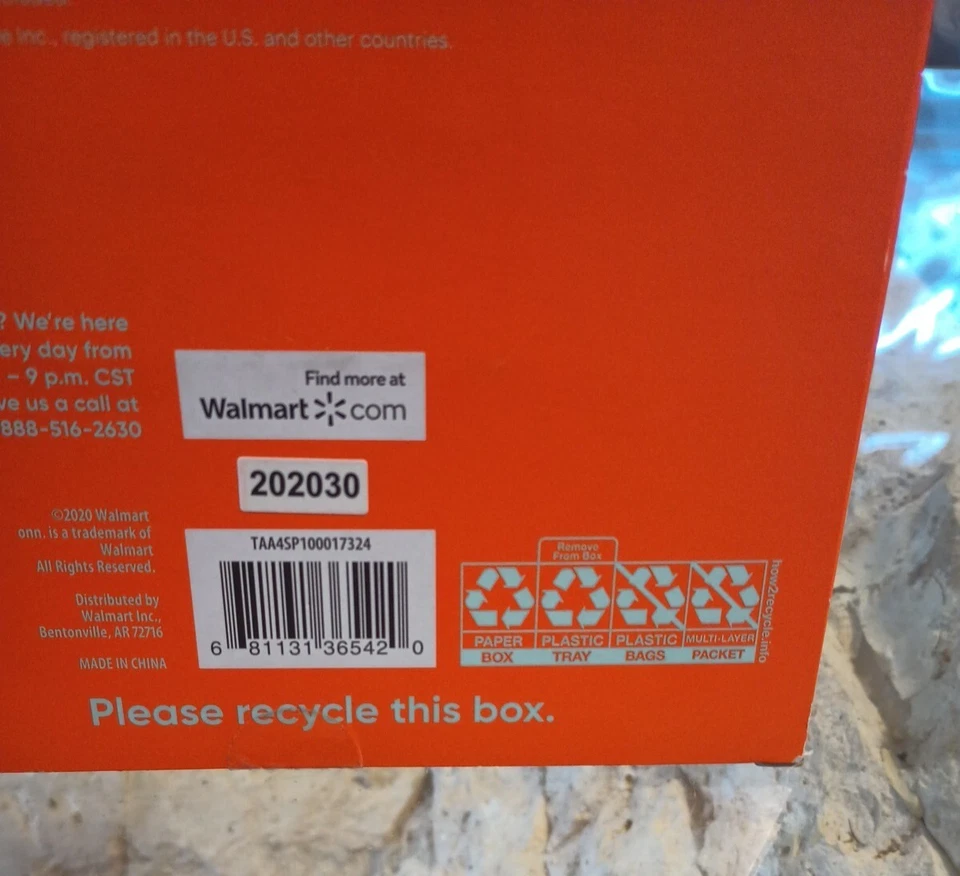 Inc., registered in the U.S. and other countries.
? We're here
ery day from
– 9 p.m. CST
ve us a call at
888-516-2630
Find more at
Walmart com
202030
©2020 Walmart
onn. is a trademark of
Walmart
All Rights Reserved.
Distributed by
Walmart Inc.,
Bentonville, AR 72716
MADE IN CHINA
TAA4SP100017324
6 81131 36542 0
Remove
From Box
PAPER PLASTIC PLASTIC MULTI-LAYER
BOX TRAY BAGS PACKET
how2recycle.info
Please recycle this box.